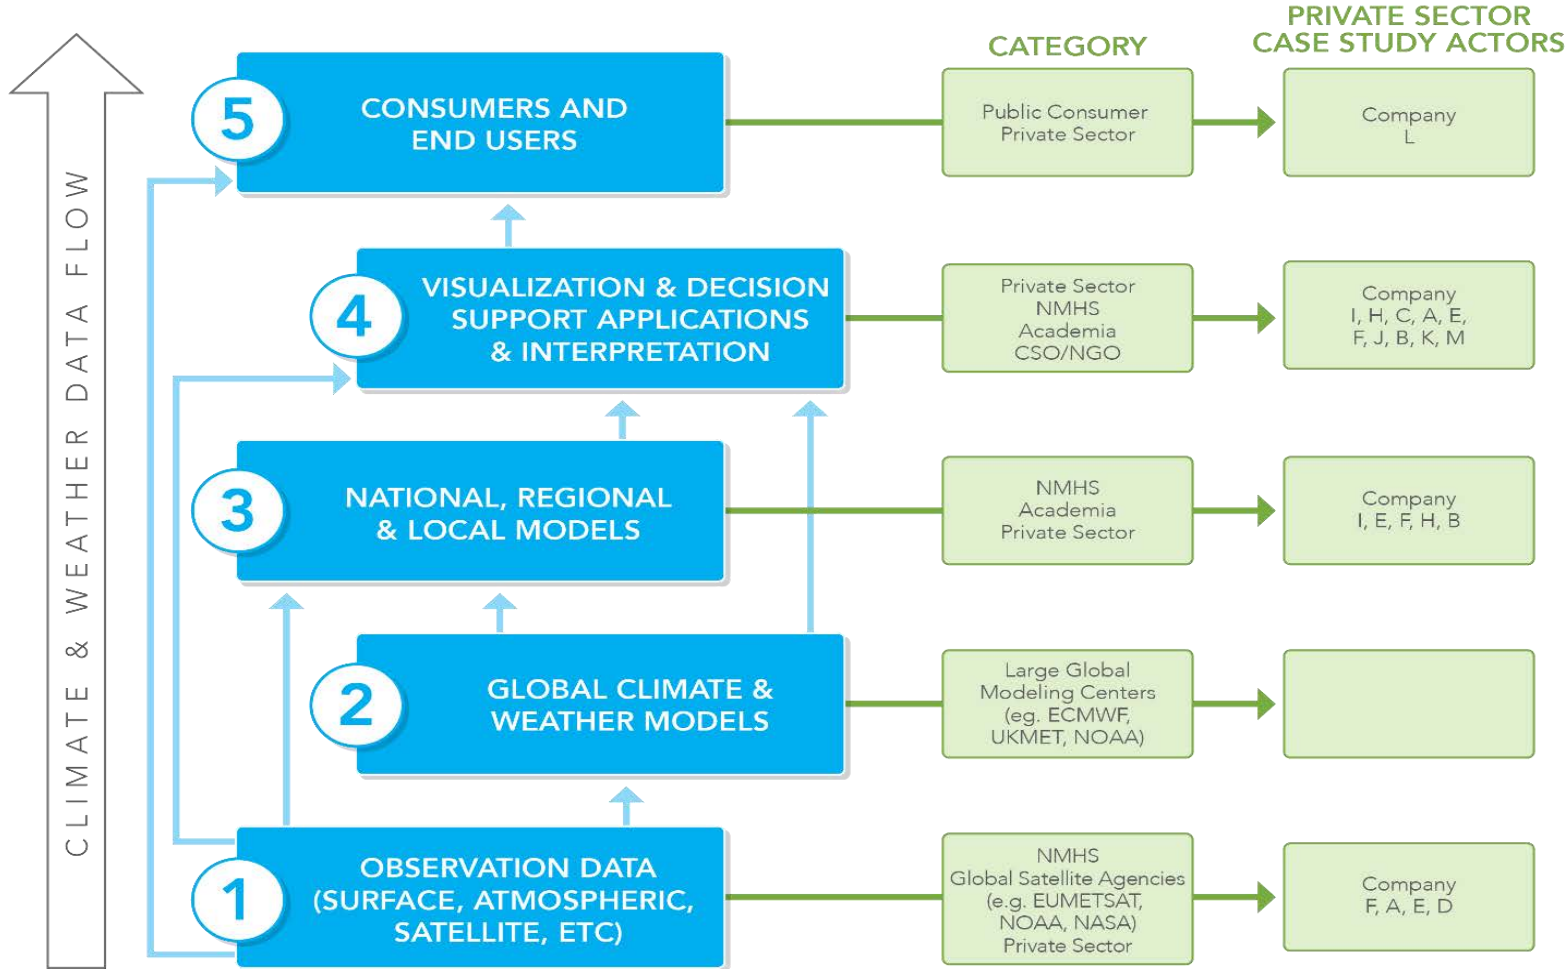 PRIVATE SECTOR
CASE STUDY ACTORS
CATEGORY
CLIMATE & WEATHER DATA FLOW
5
CONSUMERS AND
END USERS
Public Consumer
Private Sector
Company
L
4
VISUALIZATION & DECISION
SUPPORT APPLICATIONS
& INTERPRETATION
Private Sector
NMHS
Academia
CSO/NGO
Company
I, H, C, A, E,
F, J, B, K, M
3
NATIONAL, REGIONAL
& LOCAL MODELS
NMHS
Academia
Private Sector
Company
I, E, F, H, B
2
GLOBAL CLIMATE &
WEATHER MODELS
Large Global
Modeling Centers
(eg. ECMWF,
UKMET, NOAA)
1
OBSERVATION DATA
(SURFACE, ATMOSPHERIC,
SATELLITE, ETC)
NMHS
Global Satellite Agencies
(e.g. EUMETSAT,
NOAA, NASA)
Private Sector
Company
F, A, E, D